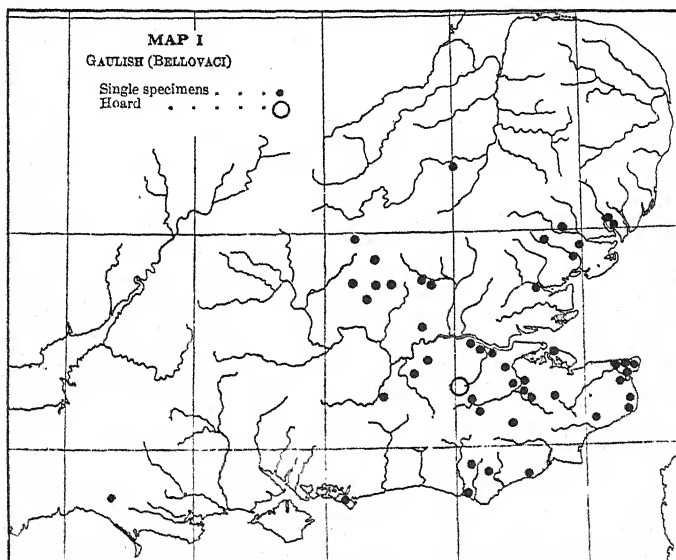 MAP I
GAULISH (BELLOVACI)
Single specimens . . . ●
Hoard . . . . . ○